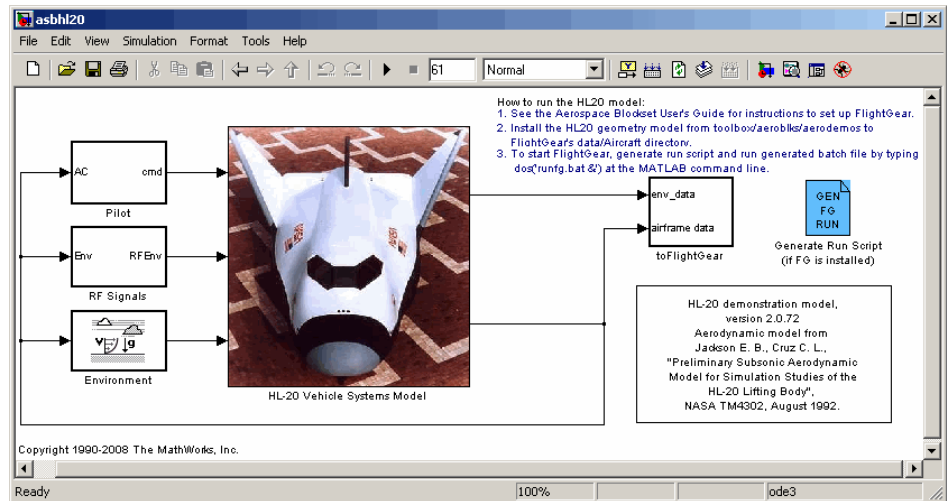 asbhl20
File Edit View Simulation Format Tools Help
61 Normal
How to run the HL20 model:
1. See the Aerospace Blockset User's Guide for instructions to set up FlightGear.
2. Install the HL20 geometry model from toolbox/aeroblks/aerodemos to
FlightGear's data/Aircraft directory.
3. To start FlightGear, generate run script and run generated batch file by typing
dos('runfg.bat &') at the MATLAB command line.
AC cmd
Pilot
Env RFEnv
RF Signals
V g
Environment
HL-20 Vehicle Systems Model
env_data
airframe data
toFlightGear
GEN
FG
RUN
Generate Run Script
(if FG is installed)
HL-20 demonstration model,
version 2.0.72
Aerodynamic model from
Jackson E. B., Cruz C. L.,
"Preliminary Subsonic Aerodynamic
Model for Simulation Studies of the
HL-20 Lifting Body",
NASA TM4302, August 1992.
Copyright 1990-2008 The MathWorks, Inc.
Ready 100% ode3